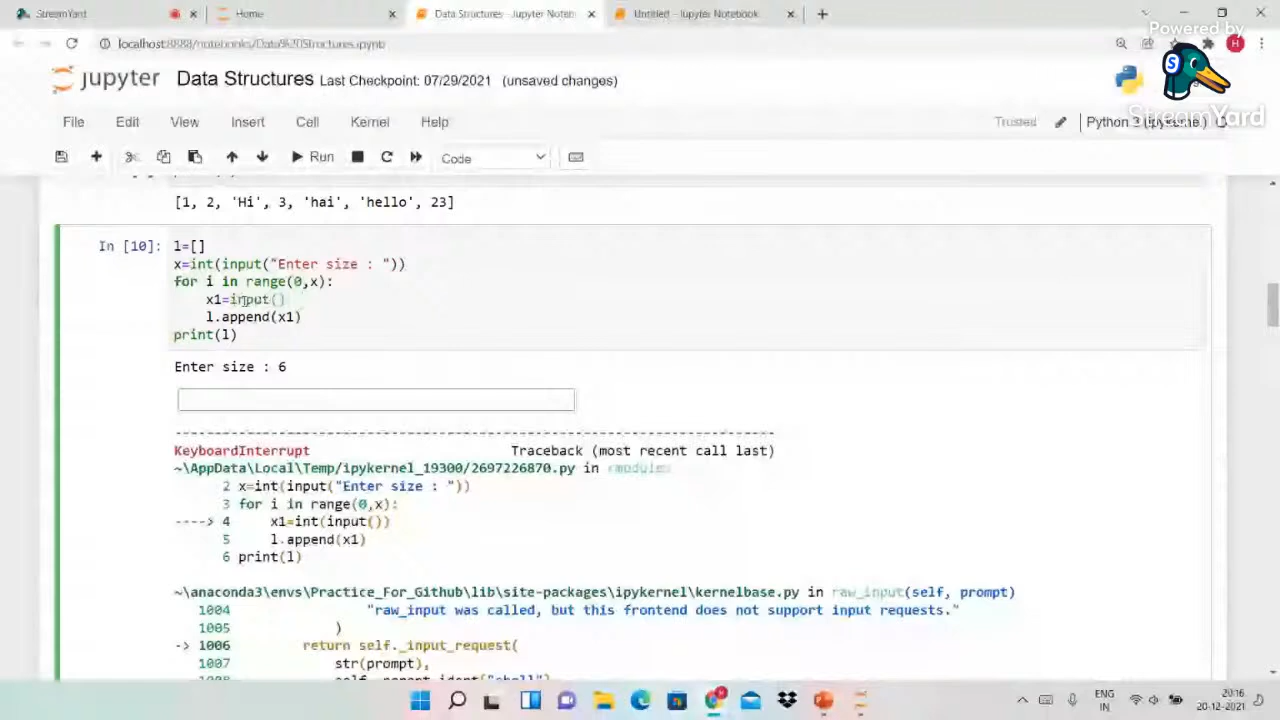 StreamYard
Home
Data Structures - Jupyter Noteb
Untitled - Jupyter Notebook
Powered by
localhost:8888/notebooks/Data%20Structures.ipynb
H
jupyter Data Structures Last Checkpoint: 07/29/2021 (unsaved changes)
S
StreamYard
File Edit View Insert Cell Kernel Help
Trusted
Python 3 (ipykernel)
Run
Code
[1, 2, 'Hi', 3, 'hai', 'hello', 23]
In [10]: l=[]
x=int(input("Enter size : "))
for i in range(0,x):
x1=input()
l.append(x1)
print(l)
Enter size : 6
---------------------------------------------------------------------------
KeyboardInterrupt Traceback (most recent call last)
~\AppData\Local\Temp/ipykernel_19300/2697226870.py in <module>
2 x=int(input("Enter size : "))
3 for i in range(0,x):
----> 4 x1=int(input())
5 l.append(x1)
6 print(l)
~\anaconda3\envs\Practice_For_Github\lib\site-packages\ipykernel\kernelbase.py in raw_input(self, prompt)
1004 "raw_input was called, but this frontend does not support input requests."
1005 )
-> 1006 return self._input_request(
1007 str(prompt),
1008 self._parent_ident["shell"],
ENG
IN
20:16
20-12-2021